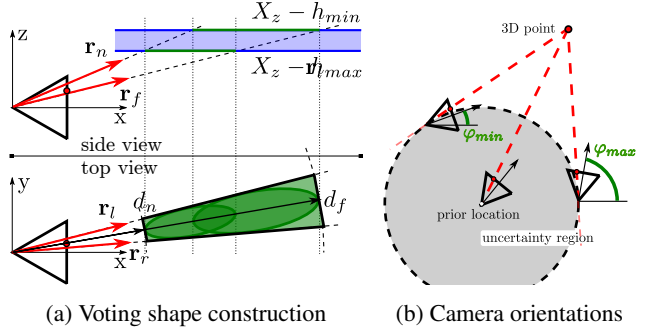 z
X_z − h_min
r_n
X_z − h_max
r_f
x
side view
top view
y
r_l
d_n
d_f
x
r_r
(a) Voting shape construction
3D point
φ_min
φ_max
prior location
uncertainty region
(b) Camera orientations